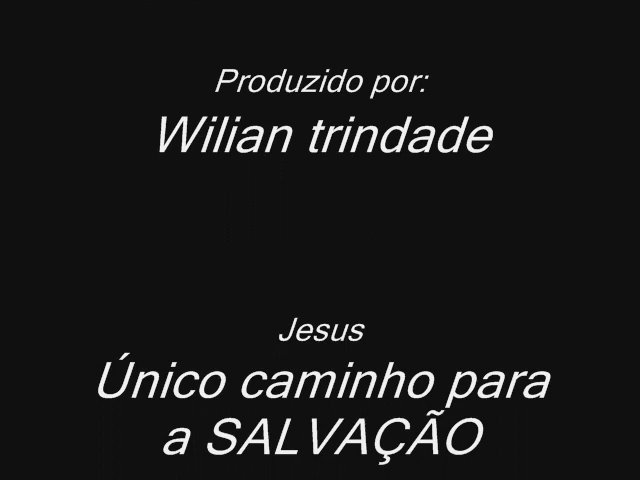 Produzido por:
Wilian trindade
Jesus
Único caminho para
a SALVAÇÃO